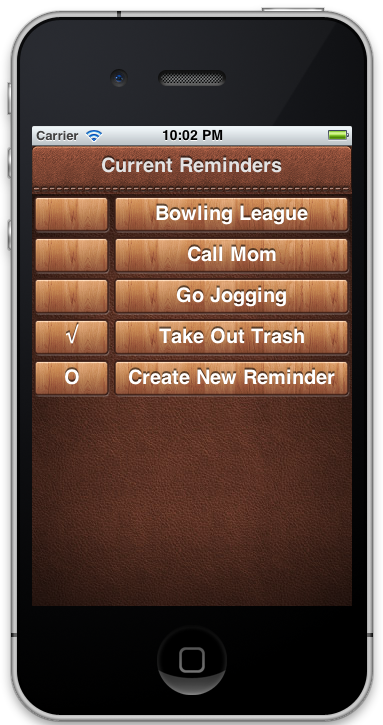 Carrier 10:02 PM
Current Reminders
Bowling League
Call Mom
Go Jogging
√ Take Out Trash
O Create New Reminder